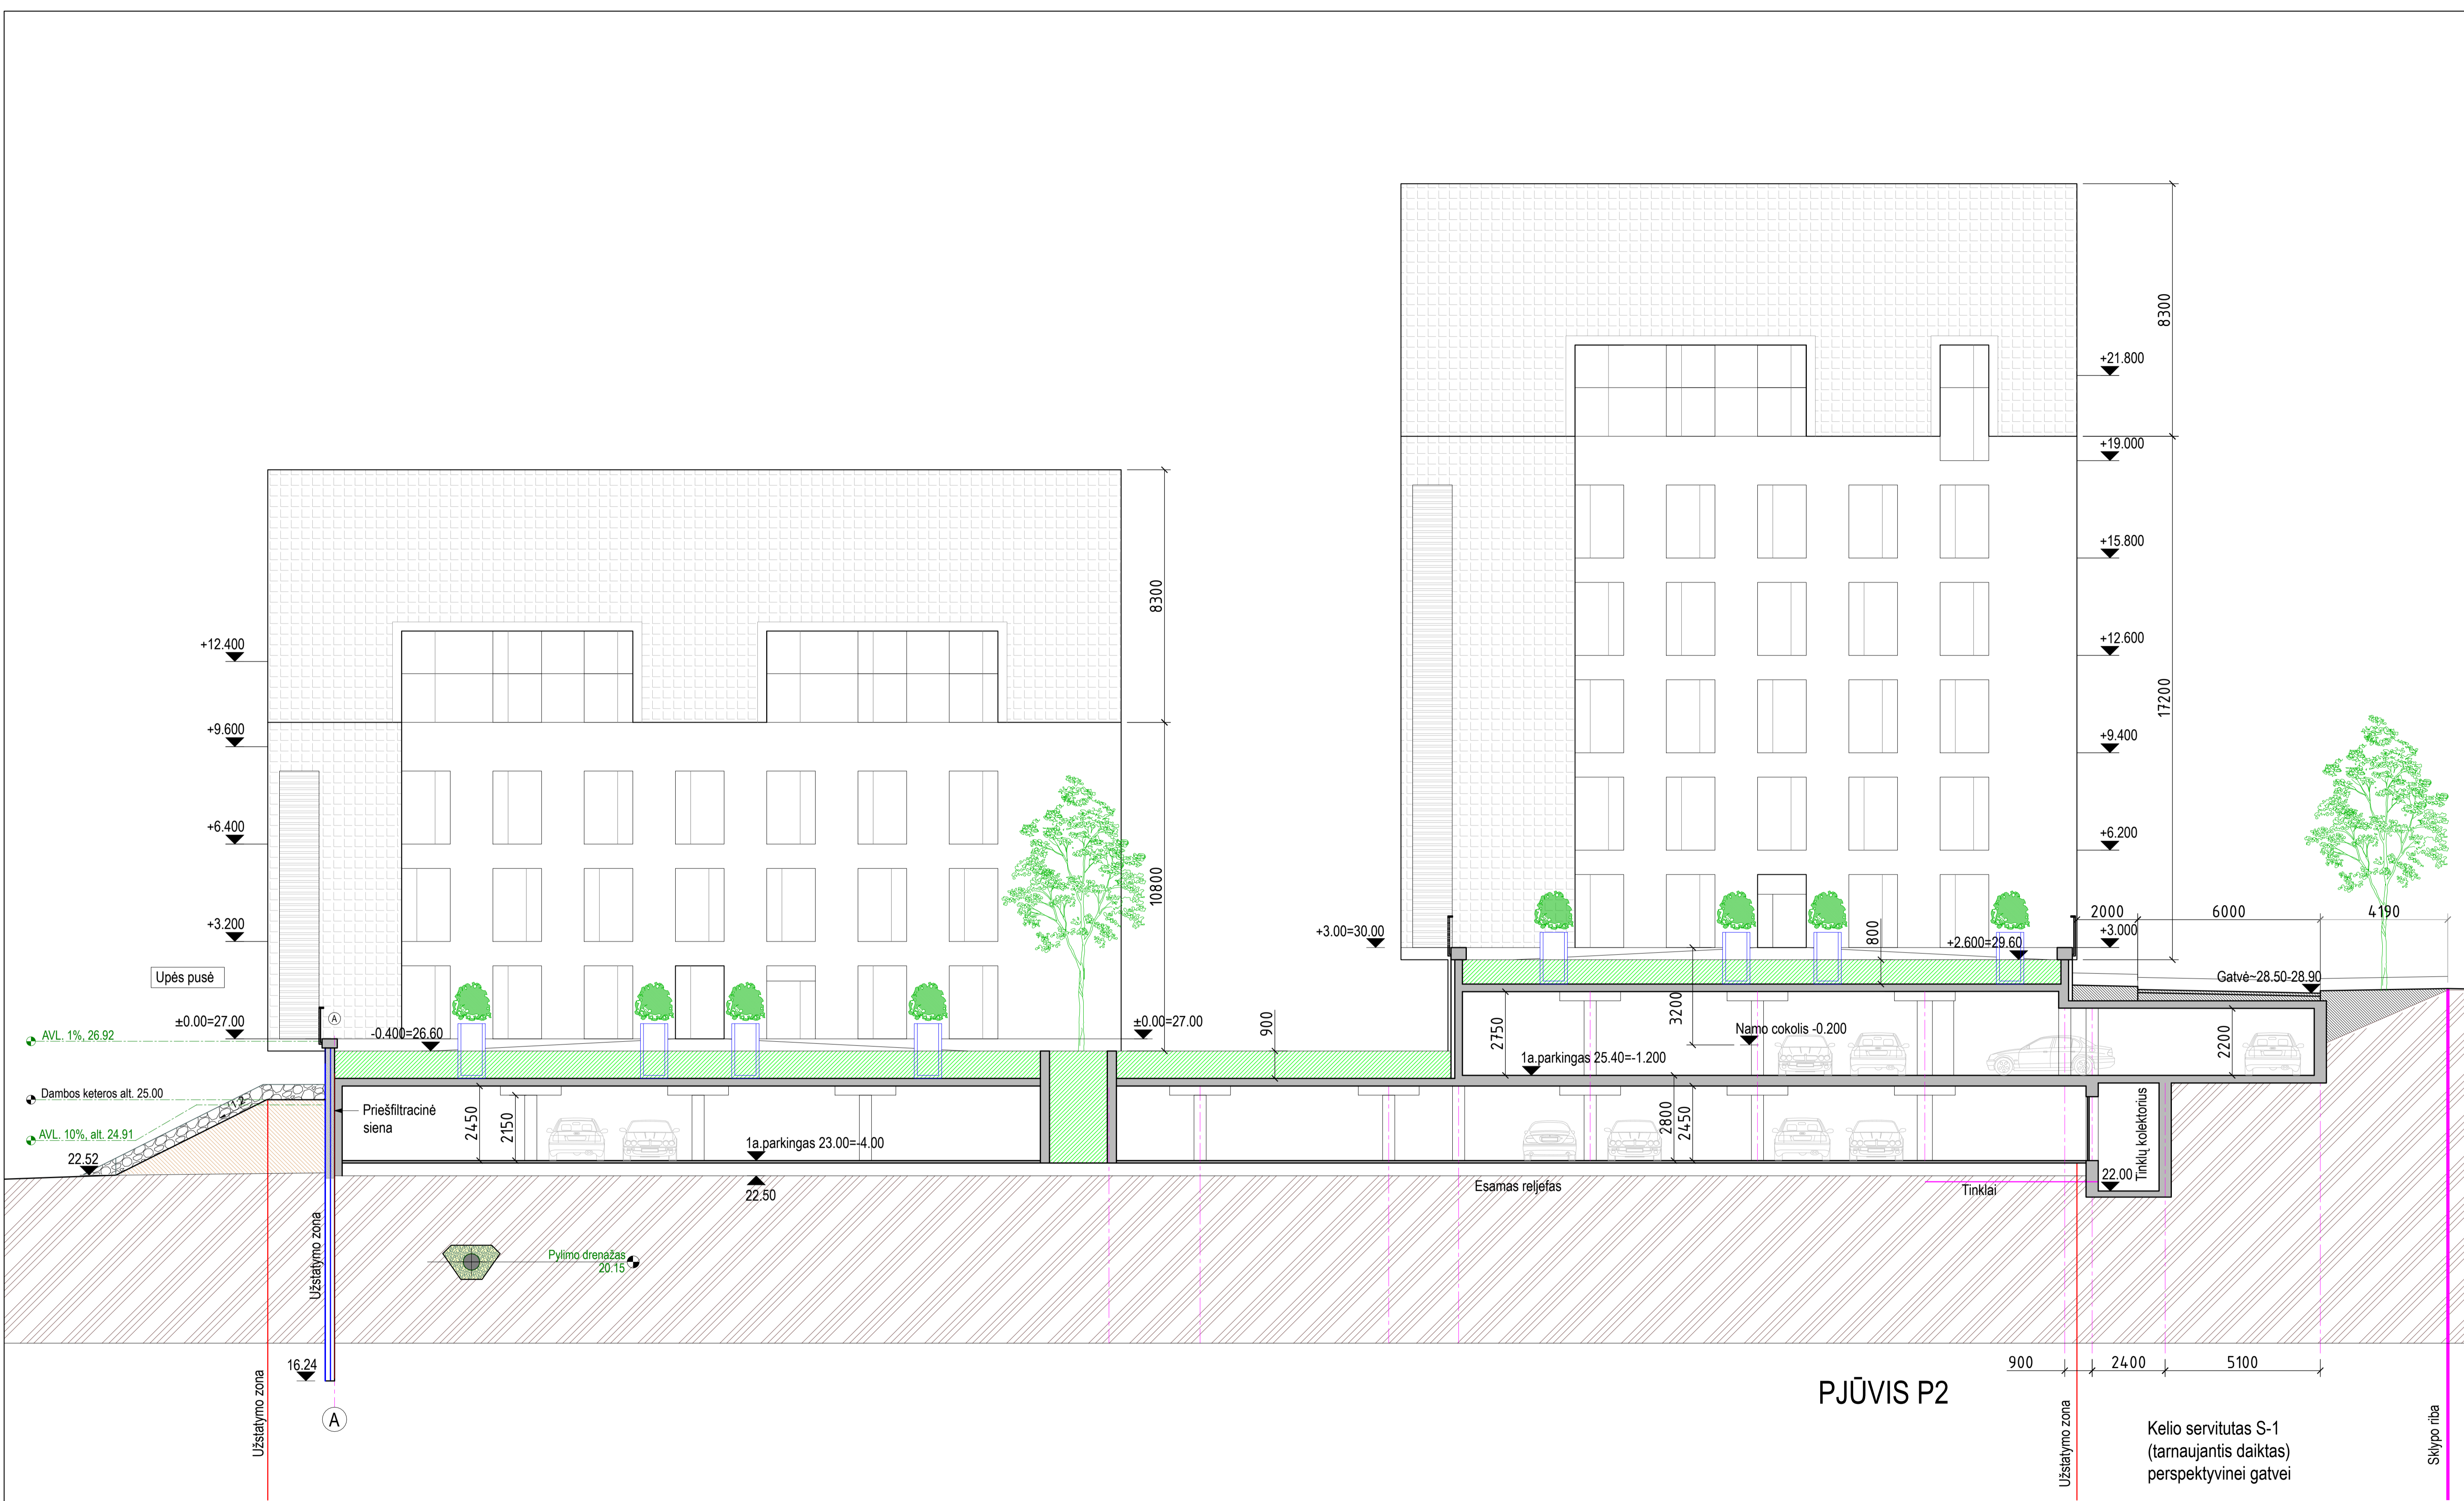 8300
+21.800
+19.000
+15.800
+12.600
+9.400
+6.200
17200
2000
6000
4190
+3.000
8300
+12.400
+9.600
+6.400
+3.200
10800
Upės pusė
±0.00=27.00
A
-0.400=26.60
±0.00=27.00
900
+3.00=30.00
800
+2.600=29.60
Gatvė~28.50-28.90
3200
Namo cokolis -0.200
2750
1a.parkingas 25.40=-1.200
2200
AVL. 1%, 26.92
Dambos keteros alt. 25.00
AVL. 10%, alt. 24.91
22.52
1:2
Priešfiltracinė
siena
2450
2150
1a.parkingas 23.00=-4.00
22.50
2800
2450
Esamas reljefas
Tinklai
22.00
Tinklų kolektorius
Užstatymo zona
Pylimo drenažas
20.15
16.24
A
Užstatymo zona
900
2400
5100
PJŪVIS P2
Užstatymo zona
Kelio servitutas S-1
(tarnaujantis daiktas)
perspektyvinei gatvei
Sklypo riba